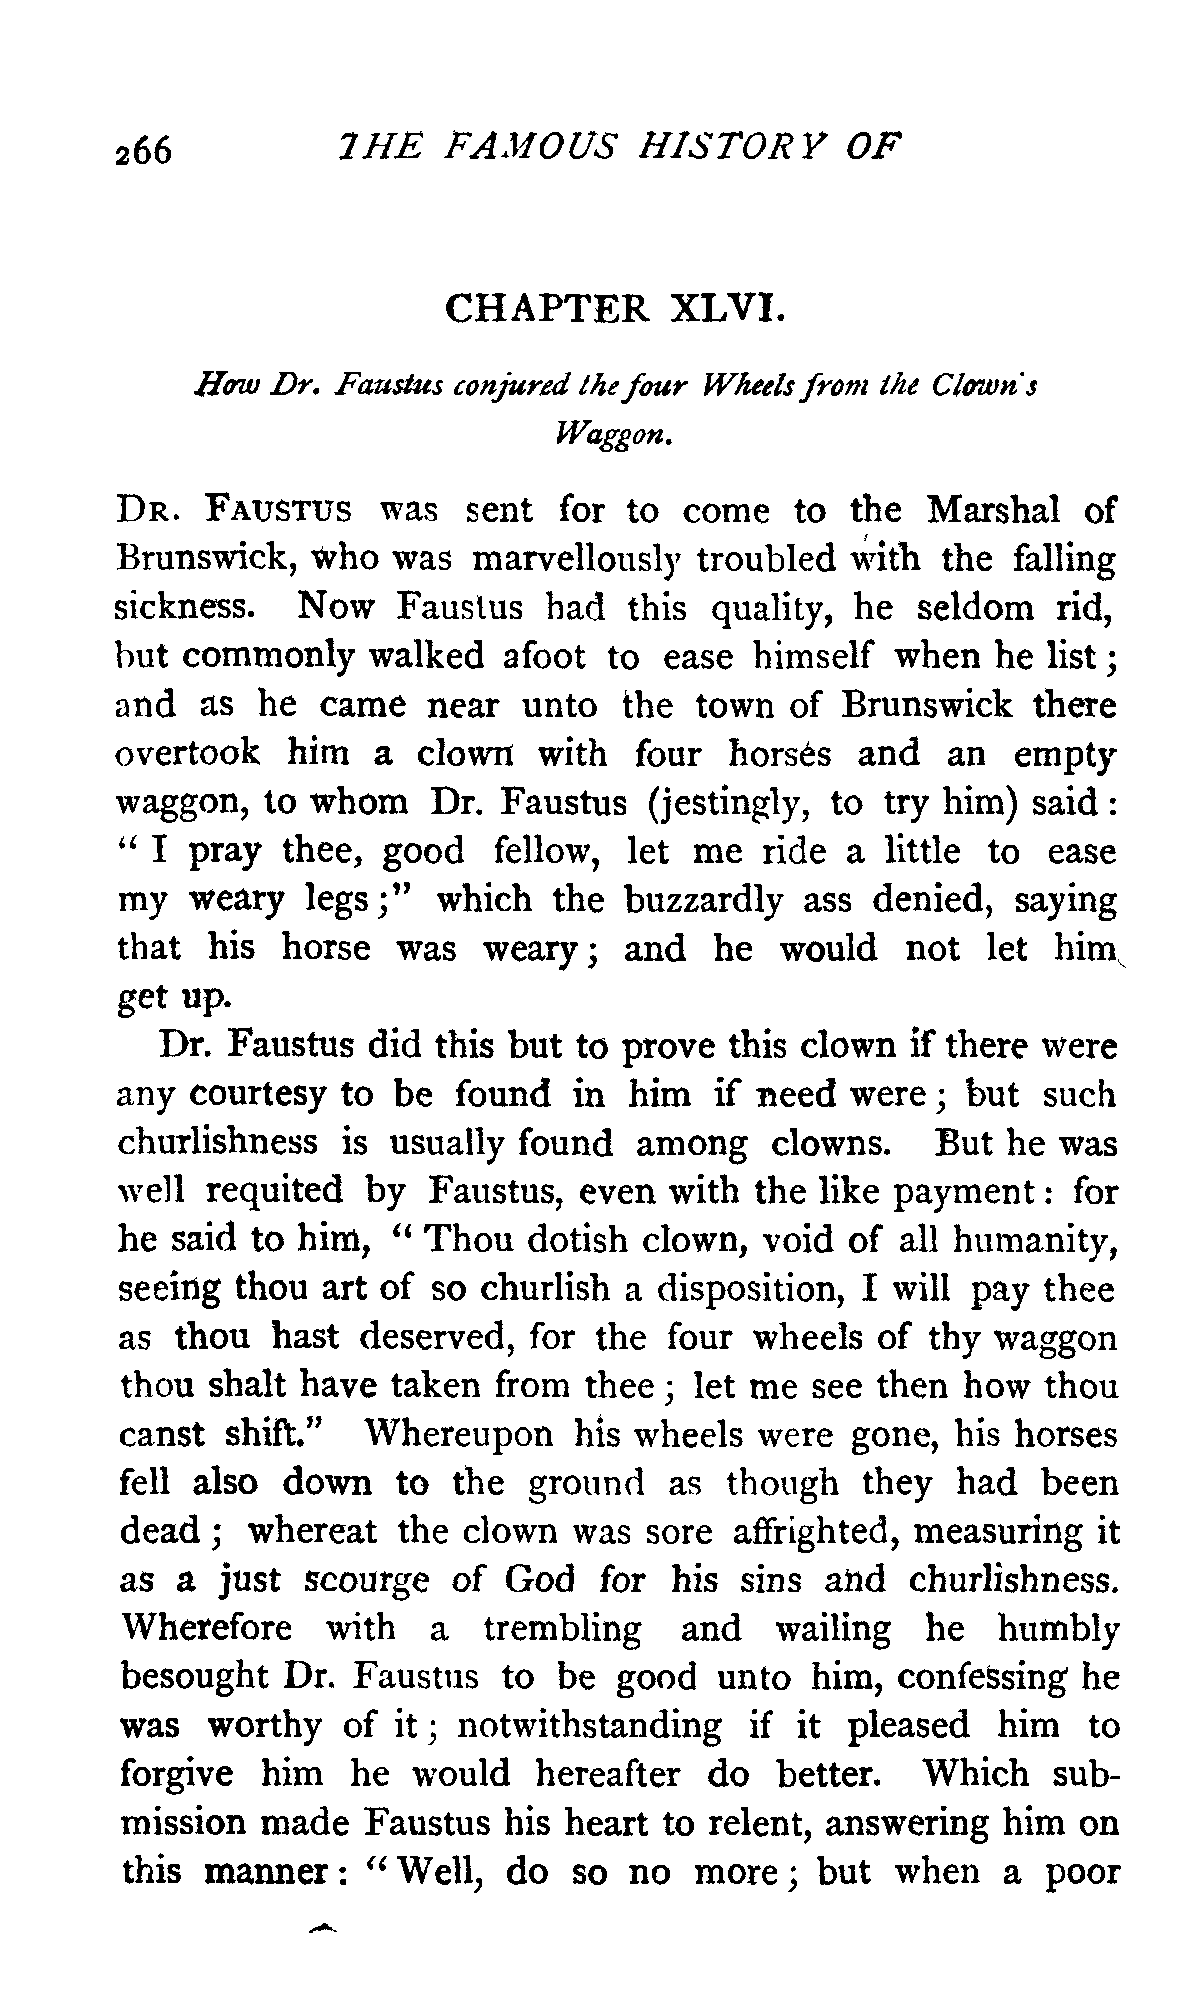 266 THE FAMOUS HISTORY OF
CHAPTER XLVI.
How Dr. Faustus conjured the four Wheels from the Clown's
Waggon.
DR. FAUSTUS was sent for to come to the Marshal of
Brunswick, who was marvellously troubled with the falling
sickness. Now Faustus had this quality, he seldom rid,
but commonly walked afoot to ease himself when he list;
and as he came near unto the town of Brunswick there
overtook him a clown with four horses and an empty
waggon, to whom Dr. Faustus (jestingly, to try him) said:
"I pray thee, good fellow, let me ride a little to ease
my weary legs;" which the buzzardly ass denied, saying
that his horse was weary; and he would not let him
get up.
Dr. Faustus did this but to prove this clown if there were
any courtesy to be found in him if need were; but such
churlishness is usually found among clowns. But he was
well requited by Faustus, even with the like payment: for
he said to him, "Thou dotish clown, void of all humanity,
seeing thou art of so churlish a disposition, I will pay thee
as thou hast deserved, for the four wheels of thy waggon
thou shalt have taken from thee; let me see then how thou
canst shift." Whereupon his wheels were gone, his horses
fell also down to the ground as though they had been
dead; whereat the clown was sore affrighted, measuring it
as a just scourge of God for his sins and churlishness.
Wherefore with a trembling and wailing he humbly
besought Dr. Faustus to be good unto him, confessing he
was worthy of it; notwithstanding if it pleased him to
forgive him he would hereafter do better. Which sub-
mission made Faustus his heart to relent, answering him on
this manner: "Well, do so no more; but when a poor